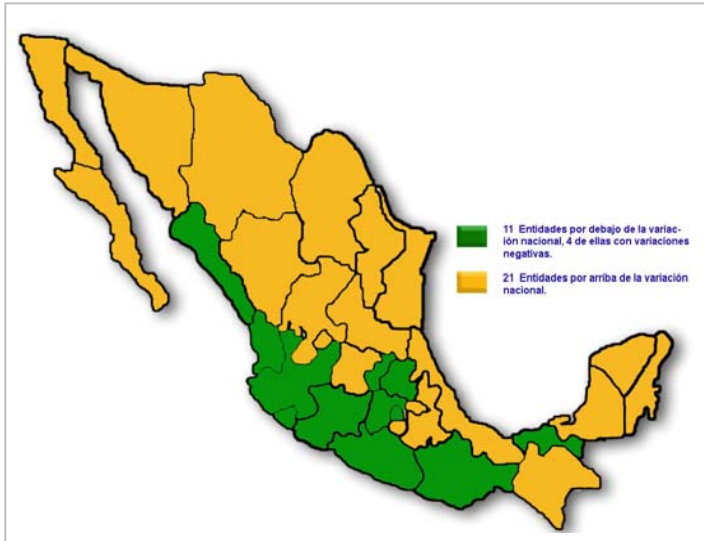 11 Entidades por debajo de la variac-
ión nacional, 4 de ellas con variaciones
negativas.
21 Entidades por arriba de la variación
nacional.